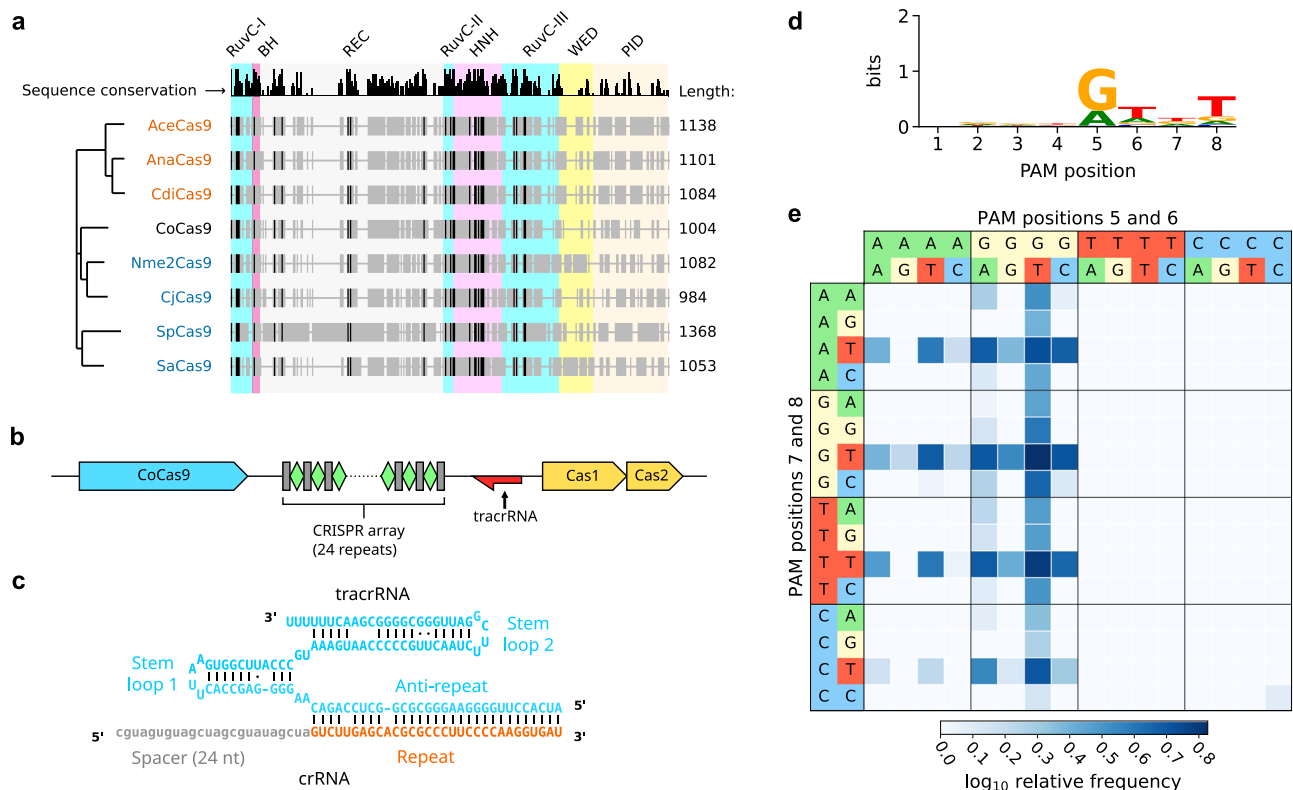 a
RuvC-I
BH
REC
RuvC-II
HNH
RuvC-III
WED
PID
Sequence conservation → Length:
AceCas9 1138
AnaCas9 1101
CdiCas9 1084
CoCas9 1004
Nme2Cas9 1082
CjCas9 984
SpCas9 1368
SaCas9 1053
b
CoCas9 Cas1 Cas2
tracrRNA
CRISPR array
(24 repeats)
c
tracrRNA
3' UUUUUUCAAGCGGGGCGGGUUAG G C U U
AAAGUAACCCCCGUUCAAUC
Stem
loop 2
GU
Stem
loop 1
A A GUGGCUUACCC
U U CACCGAG-GGG
AA
Anti-repeat
CAGACCUCG-GCGCGGGAAGGGGUUCCACUA 5'
5' cguaguguagcuagcguauagcuaGUCUUGAGCACGCGCCCUUCCCCAAGGUGAU 3'
Spacer (24 nt) Repeat
crRNA
d
2
1
0
bits
G A T T
1 2 3 4 5 6 7 8
PAM position
e
PAM positions 5 and 6
A A A A G G G G T T T T C C C C
A G T C A G T C A G T C A G T C
PAM positions 7 and 8
A A
A G
A T
A C
G A
G G
G T
G C
T A
T G
T T
T C
C A
C G
C T
C C
0.0 0.1 0.2 0.3 0.4 0.5 0.6 0.7 0.8
log10 relative frequency